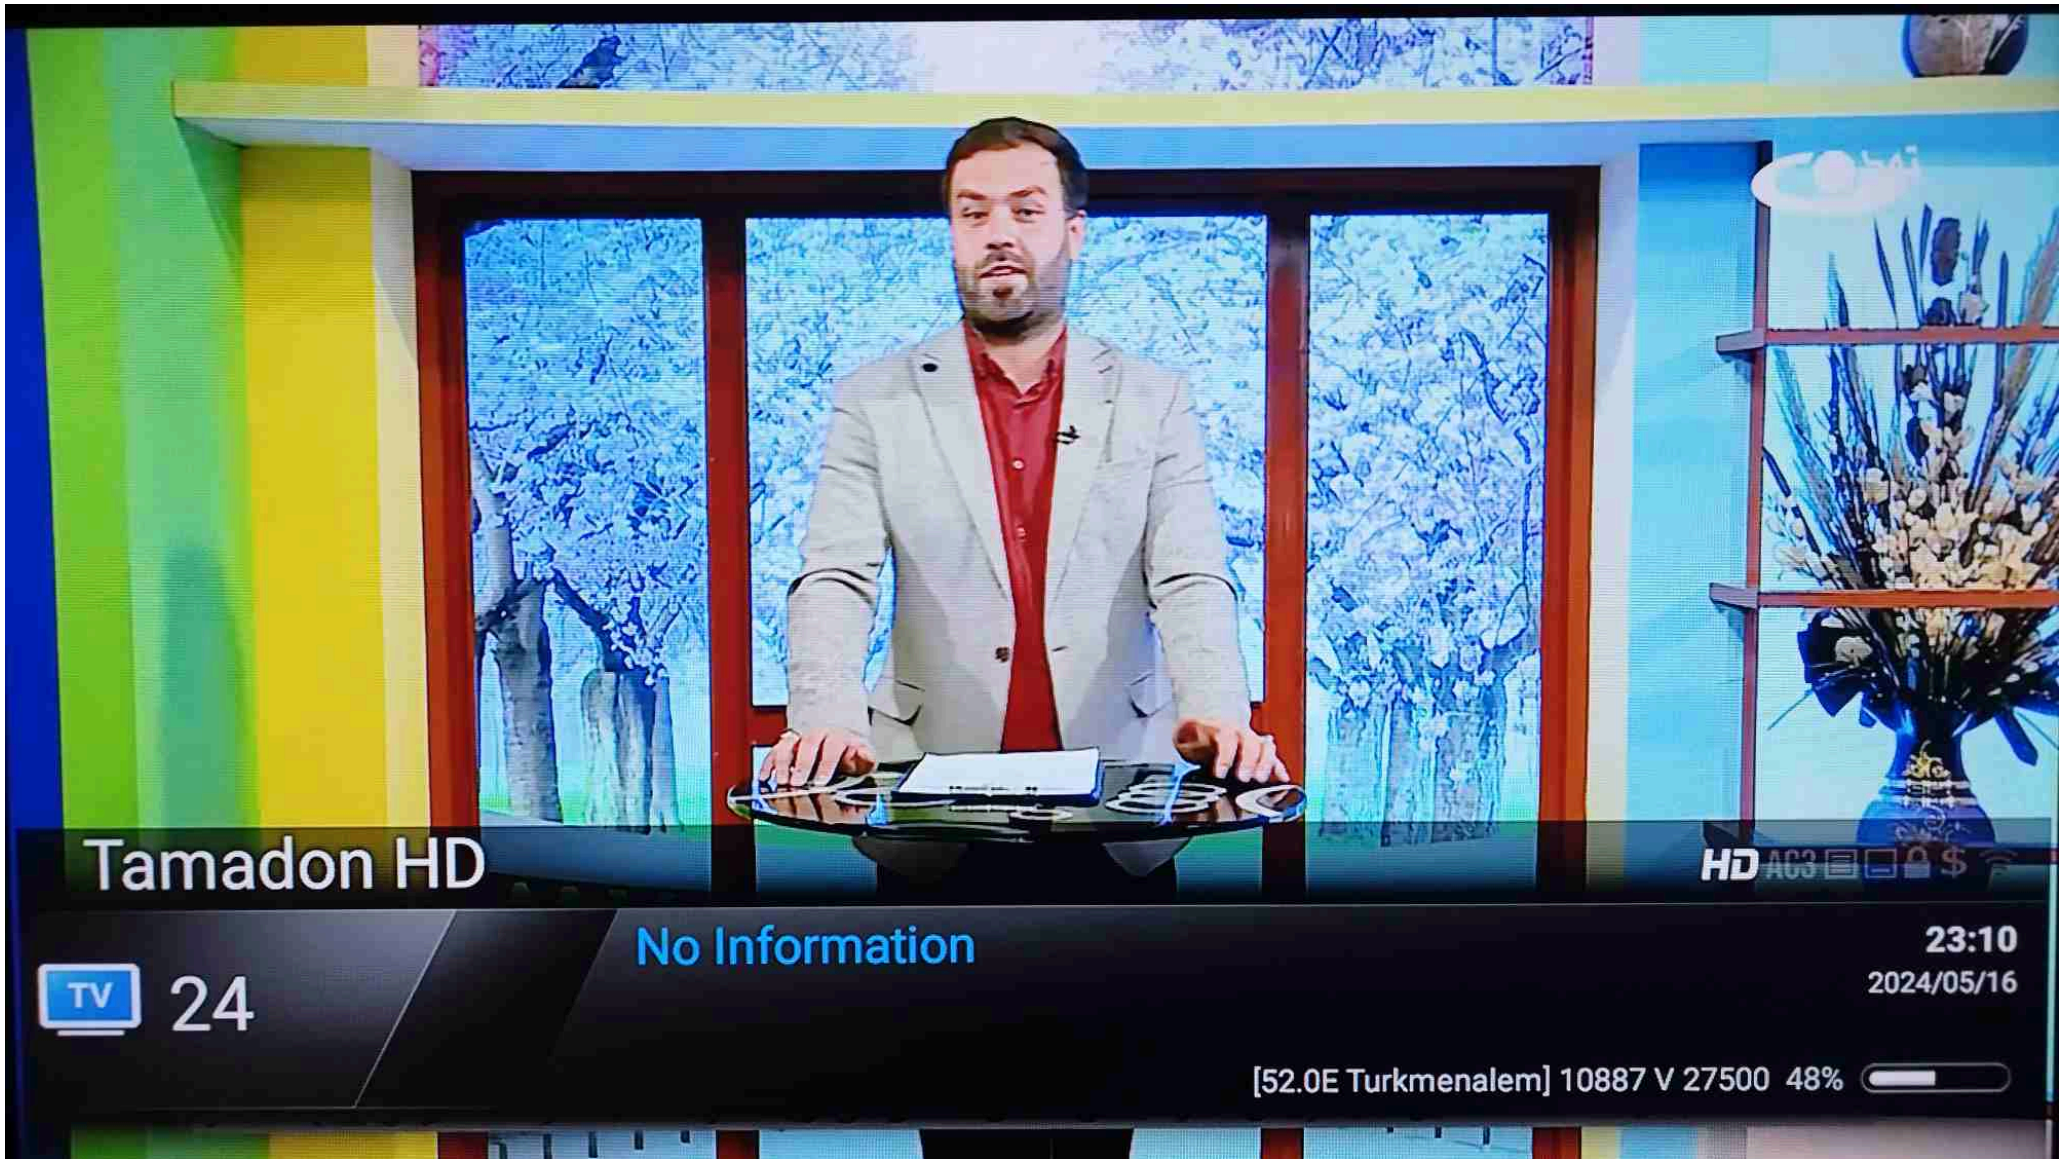 Tamadon HD
HD AC3 $
No Information
23:10
TV 24
2024/05/16
[52.0E Turkmenalem] 10887 V 27500 48%